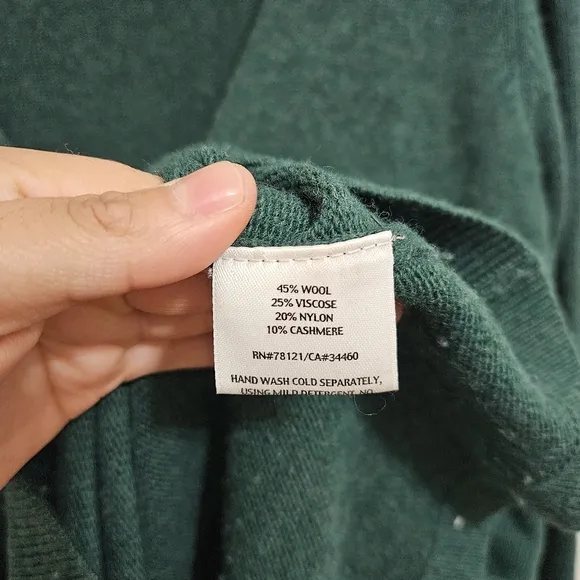 45% WOOL
25% VISCOSE
20% NYLON
10% CASHMERE
RN#78121/CA#34460
HAND WASH COLD SEPARATELY,
USING MILD DETERGENT. NO